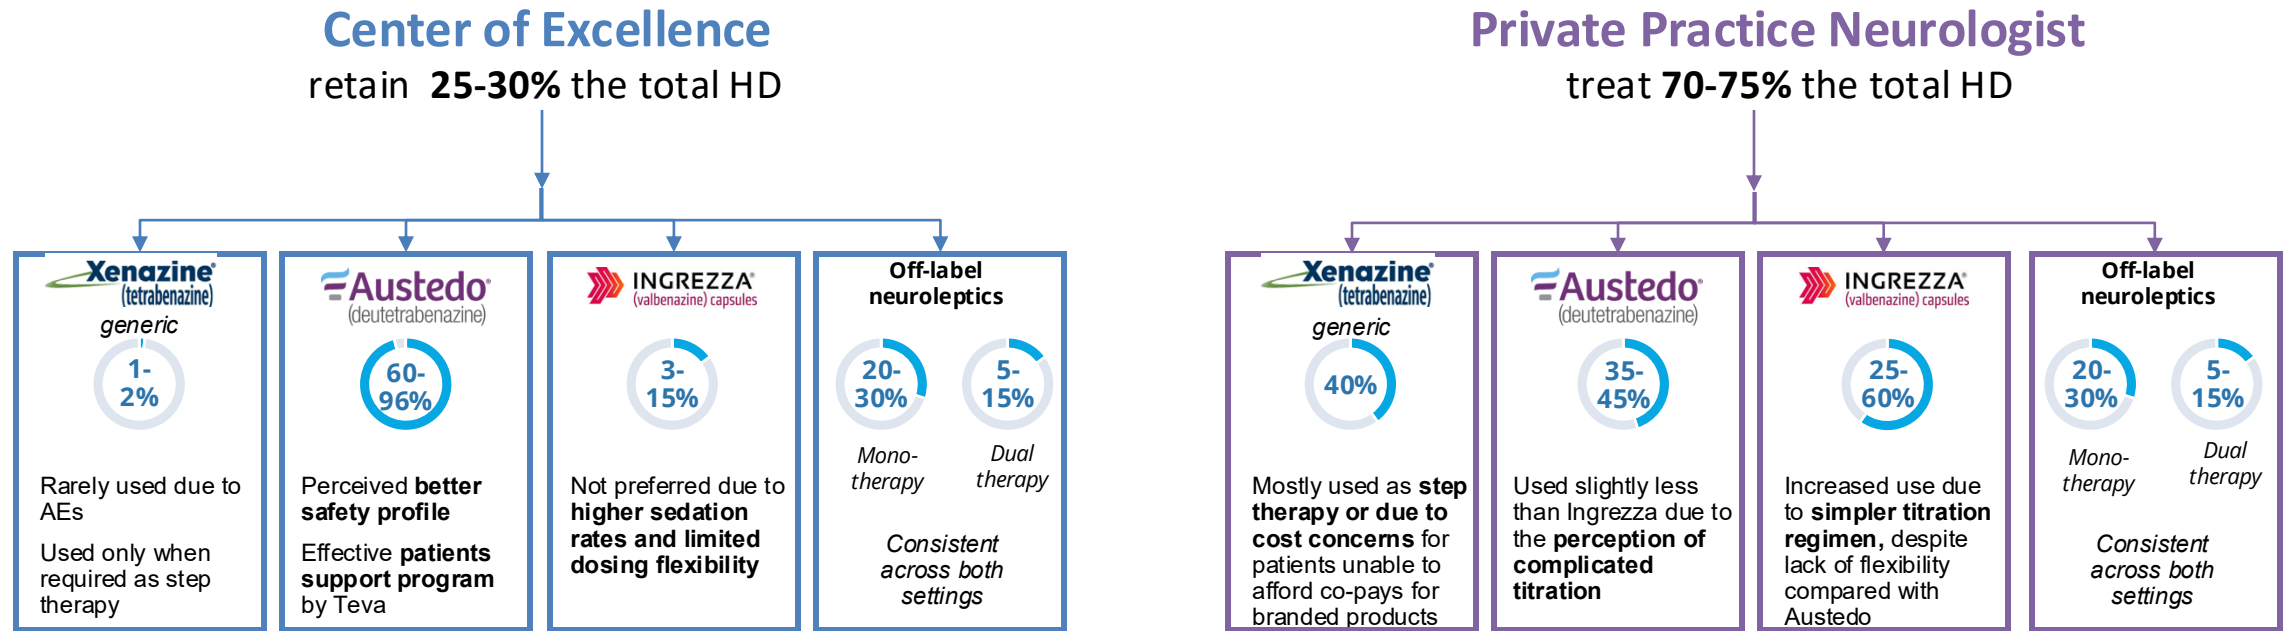 Center of Excellence
retain 25-30% the total HD
Xenazine®
(tetrabenazine)
generic
1-
2%
Rarely used due to
AEs
Used only when
required as step
therapy
Austedo®
(deutetrabenazine)
60-
96%
Perceived better
safety profile
Effective patients
support program
by Teva
INGREZZA®
(valbenazine) capsules
3-
15%
Not preferred due to
higher sedation
rates and limited
dosing flexibility
Off-label
neuroleptics
20-
30%
Mono-
therapy
5-
15%
Dual
therapy
Consistent
across both
settings
Private Practice Neurologist
treat 70-75% the total HD
Xenazine®
(tetrabenazine)
generic
40%
Mostly used as step
therapy or due to
cost concerns for
patients unable to
afford co-pays for
branded products
Austedo®
(deutetrabenazine)
35-
45%
Used slightly less
than Ingrezza due to
the perception of
complicated
titration
INGREZZA®
(valbenazine) capsules
25-
60%
Increased use due
to simpler titration
regimen, despite
lack of flexibility
compared with
Austedo
Off-label
neuroleptics
20-
30%
Mono-
therapy
5-
15%
Dual
therapy
Consistent
across both
settings